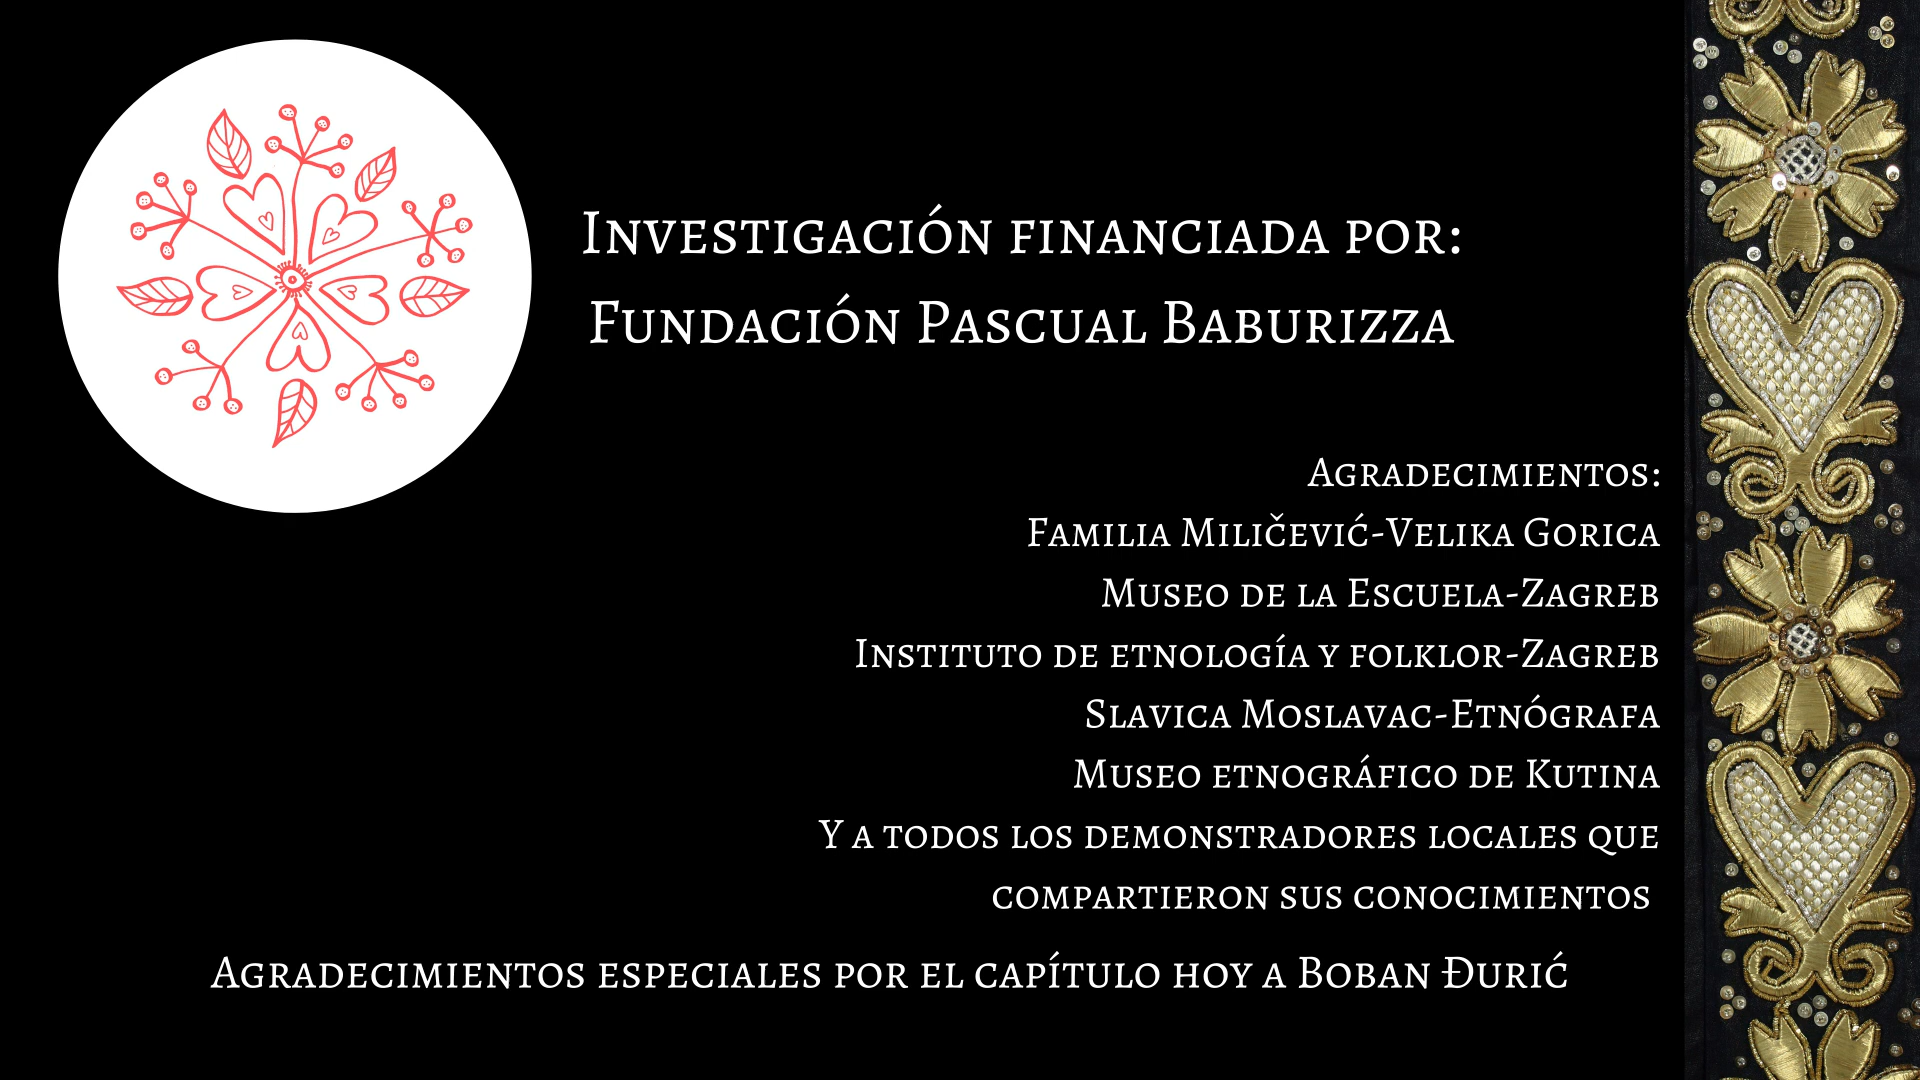 Investigación financiada por:
Fundación Pascual Baburizza
Agradecimientos:
Familia Miličević-Velika Gorica
Museo de la Escuela-Zagreb
Instituto de etnología y folklor-Zagreb
Slavica Moslavac-Etnógrafa
Museo etnográfico de Kutina
Y a todos los demonstradores locales que
compartieron sus conocimientos
Agradecimientos especiales por el capítulo hoy a Boban Đurić